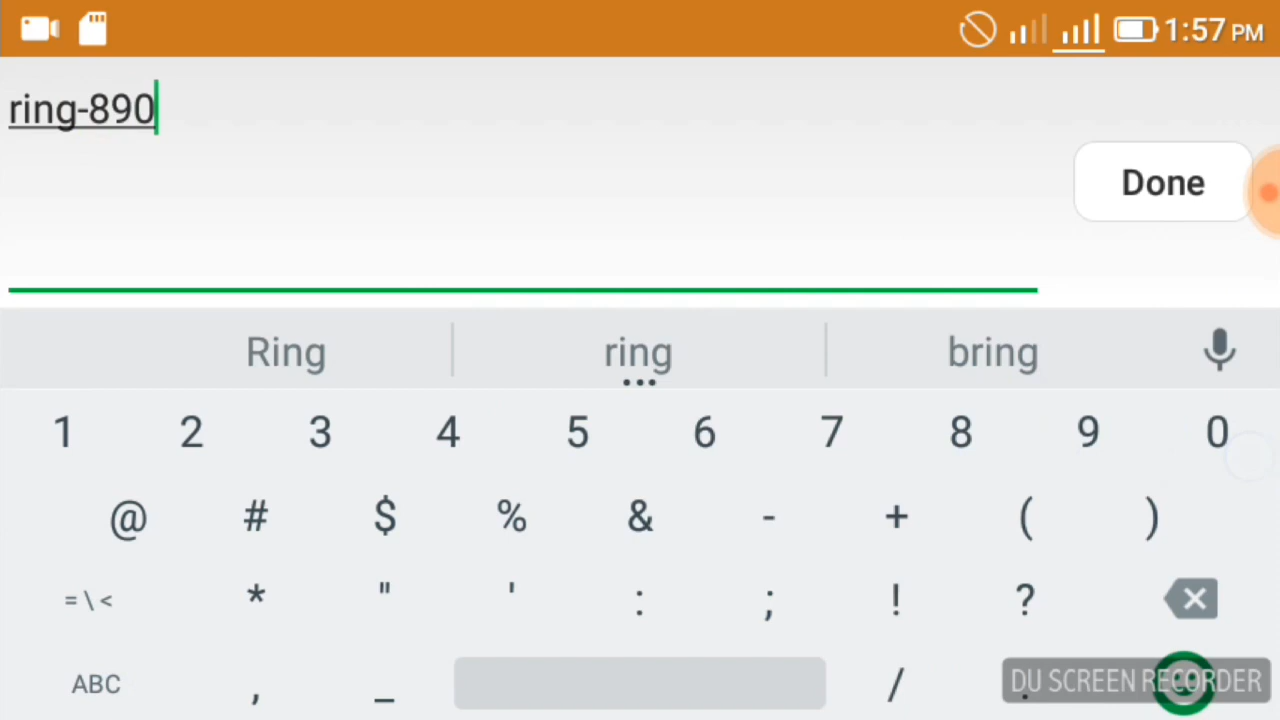 1:57 PM
ring-890
Done
Ring ring bring
1 2 3 4 5 6 7 8 9 0
@ # $ % & - + ( )
= \ < * " ' : ; ! ?
ABC , _ / .
DU SCREEN RECORDER